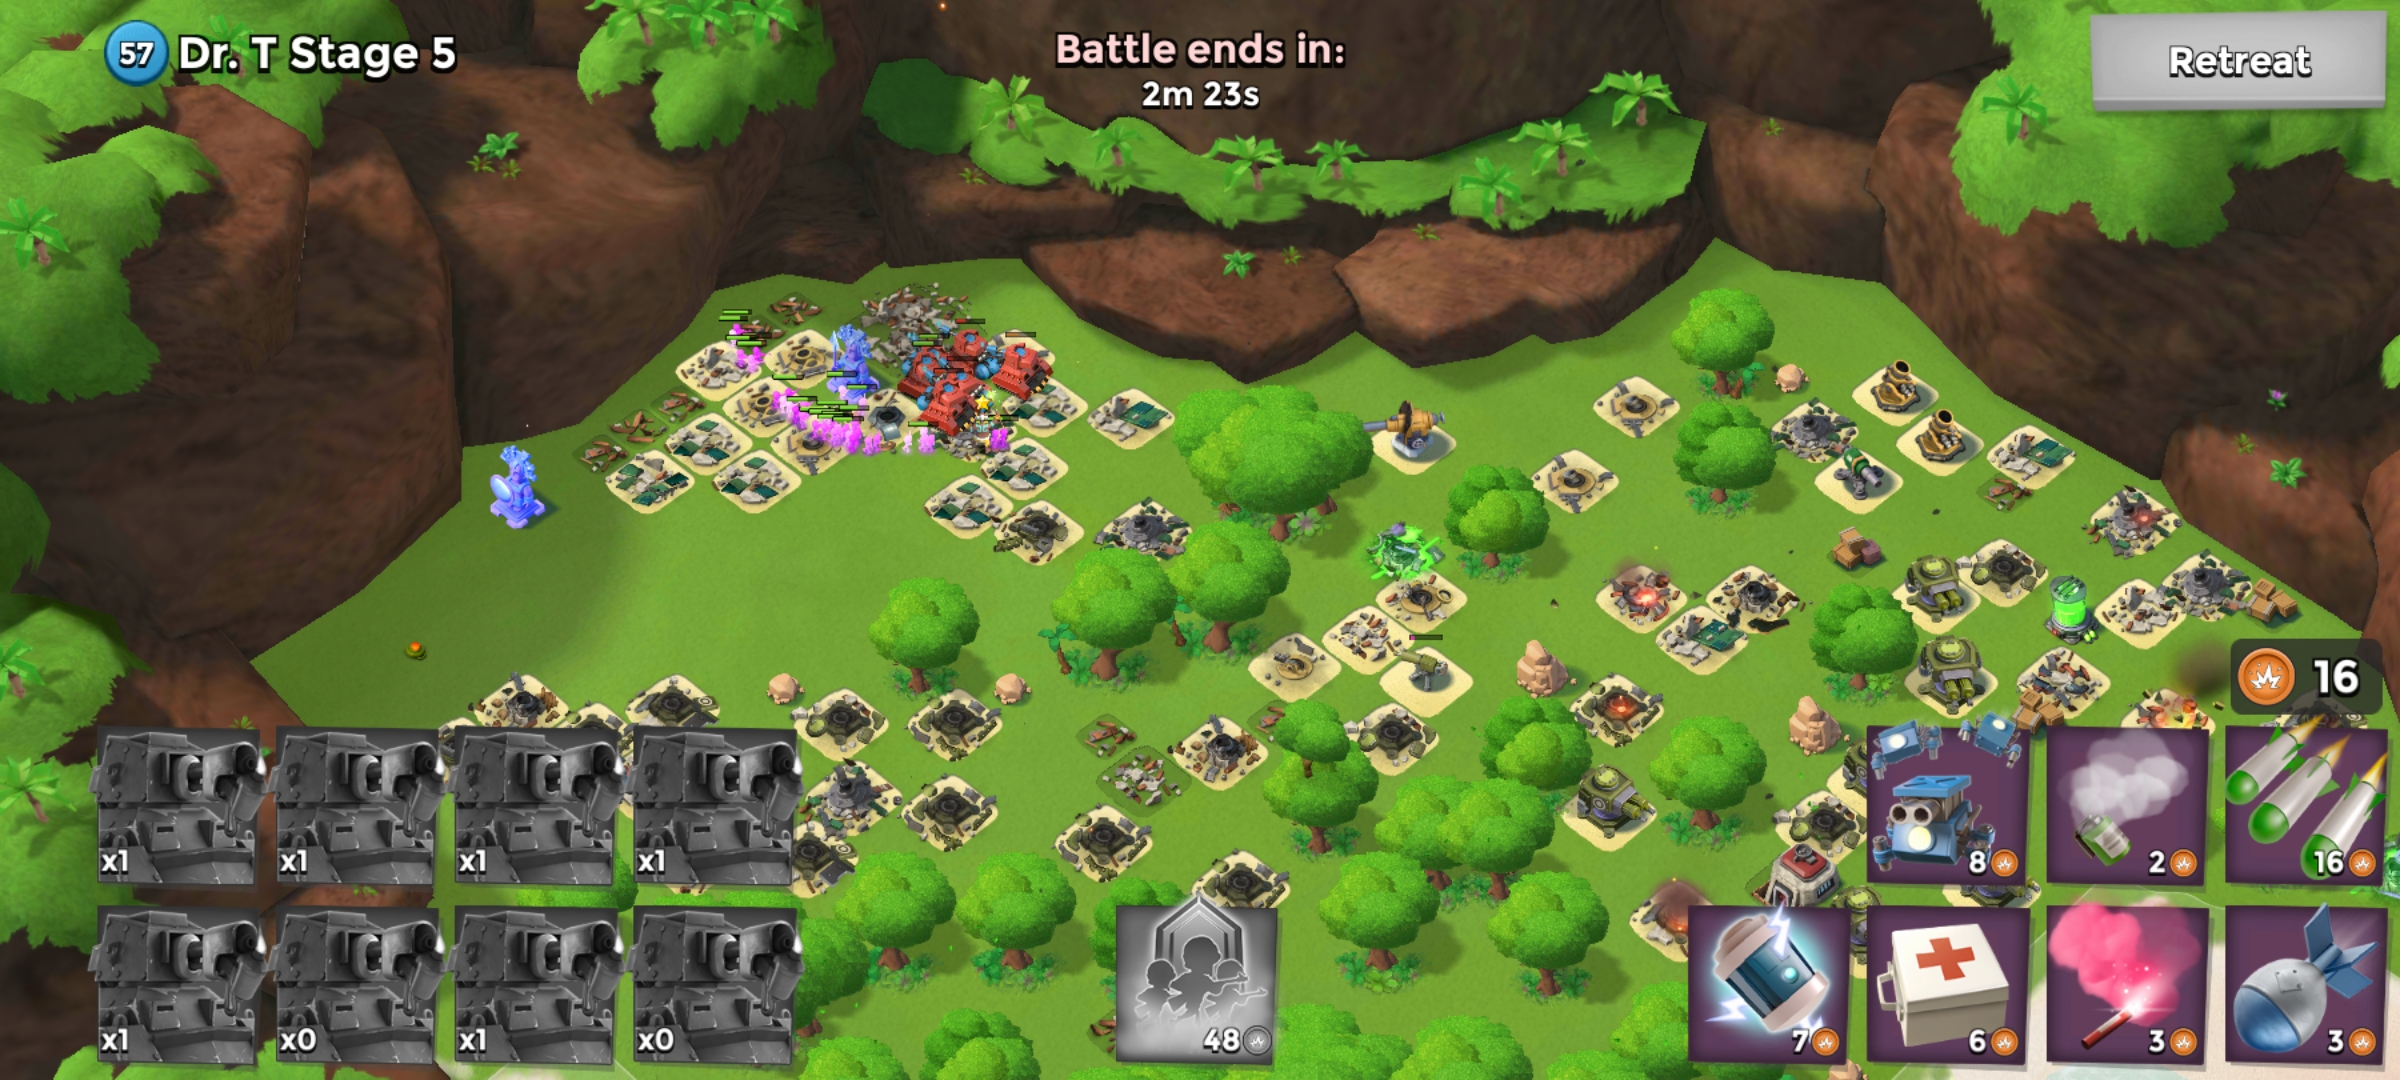 57 Dr. T Stage 5
Battle ends in:
2m 23s
Retreat
16
x1 x1 x1 x1
8 2 16
x1 x0 x1 x0
48
7 6 3 3